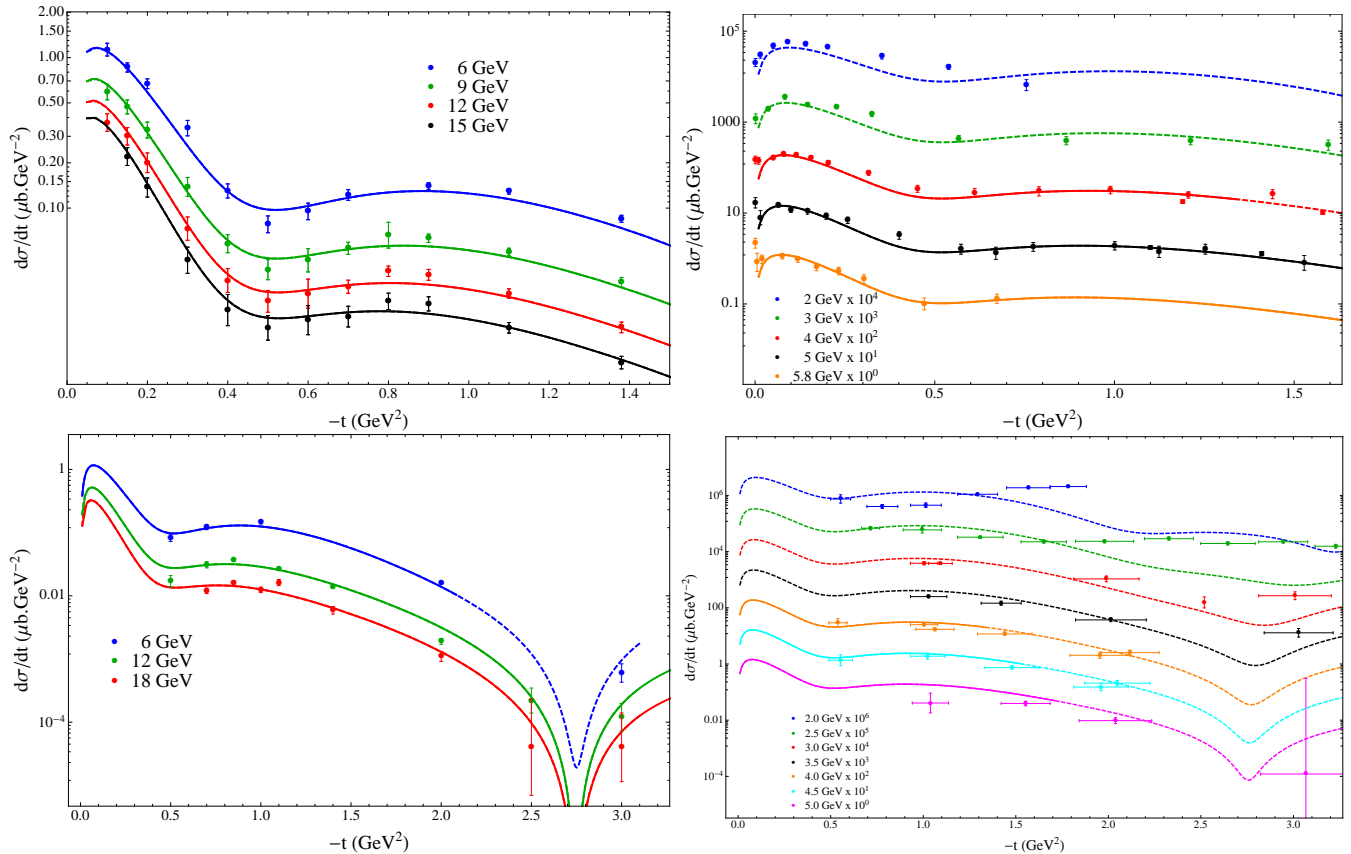 dσ/dt (μb.GeV⁻²)
2.00
1.50
1.00
0.70
0.50
0.30
0.20
0.15
0.10
6 GeV
9 GeV
12 GeV
15 GeV
0.0 0.2 0.4 0.6 0.8 1.0 1.2 1.4
−t (GeV²)
dσ/dt (μb.GeV⁻²)
10⁵
1000
10
0.1
2 GeV x 10⁴
3 GeV x 10³
4 GeV x 10²
5 GeV x 10¹
5.8 GeV x 10⁰
0.0 0.5 1.0 1.5
−t (GeV²)
dσ/dt (μb.GeV⁻²)
1
0.01
10⁻⁴
6 GeV
12 GeV
18 GeV
0.0 0.5 1.0 1.5 2.0 2.5 3.0
−t (GeV²)
dσ/dt (μb.GeV⁻²)
10⁶
10⁴
100
1
0.01
10⁻⁴
2.0 GeV x 10⁶
2.5 GeV x 10⁵
3.0 GeV x 10⁴
3.5 GeV x 10³
4.0 GeV x 10²
4.5 GeV x 10¹
5.0 GeV x 10⁰
0.0 0.5 1.0 1.5 2.0 2.5 3.0
−t (GeV²)